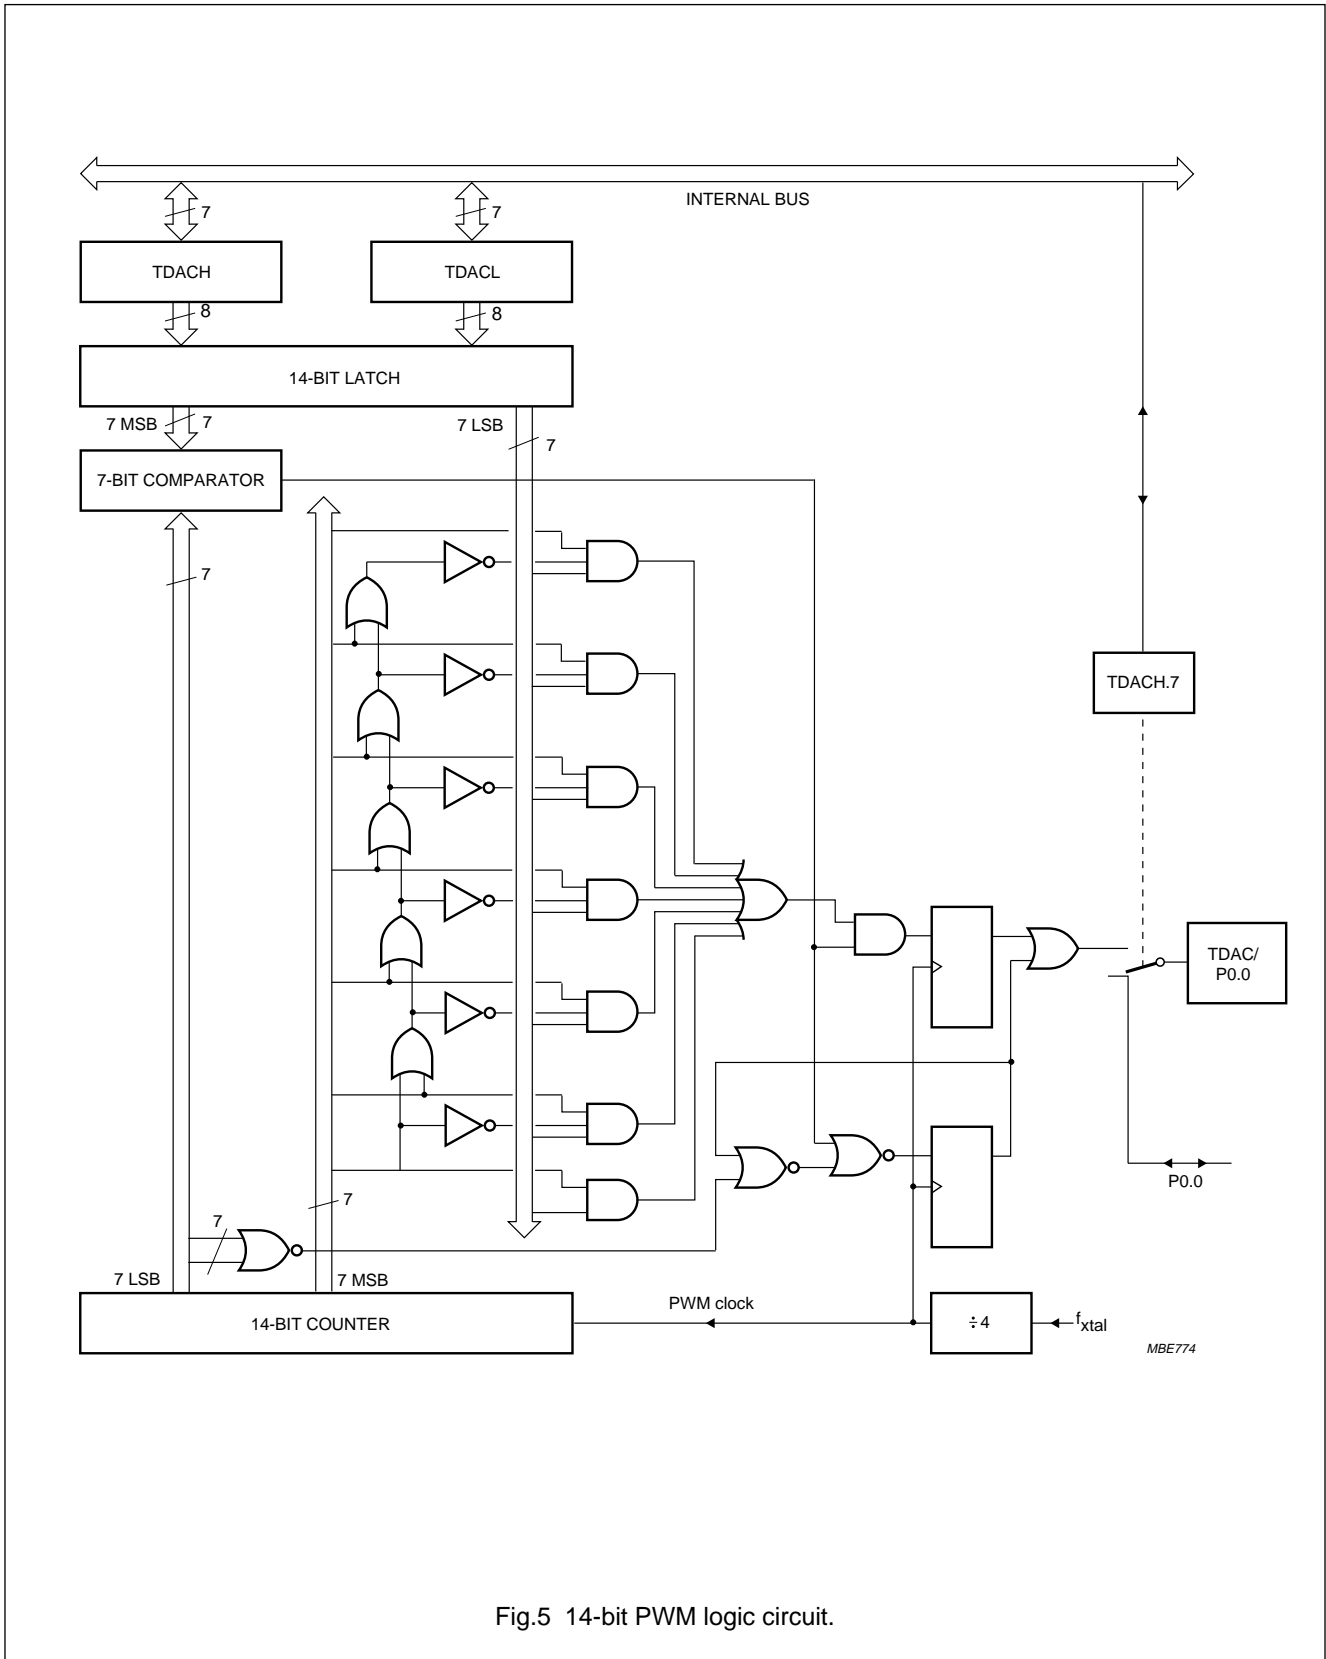 INTERNAL BUS
7
7
TDACH
TDACL
8
8
14-BIT LATCH
7 MSB
7
7 LSB
7
7-BIT COMPARATOR
7
TDACH.7
TDAC/
P0.0
P0.0
7
7
7 LSB
7 MSB
14-BIT COUNTER
PWM clock
÷4
fxtal
MBE774
Fig.5 14-bit PWM logic circuit.